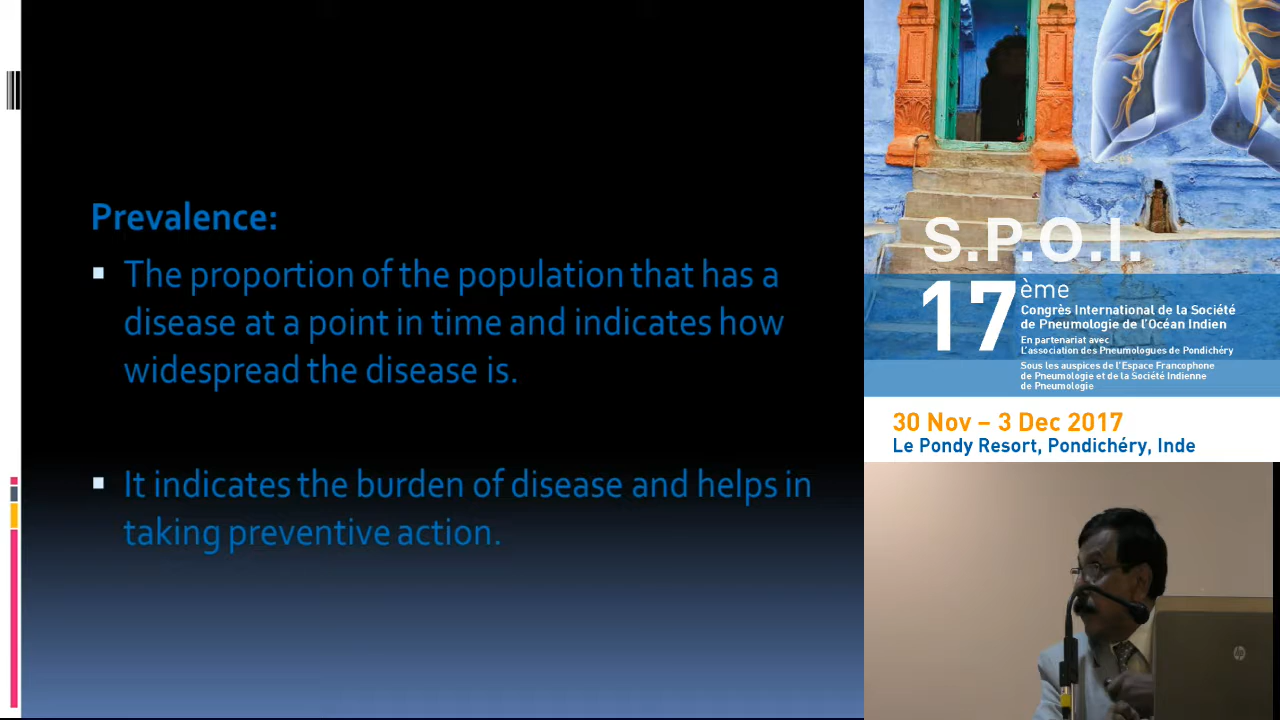 Prevalence:
The proportion of the population that has a
disease at a point in time and indicates how
widespread the disease is.
It indicates the burden of disease and helps in
taking preventive action.
S.P.O.I.
17ème
Congrès International de la Société
de Pneumologie de l'Océan Indien
En partenariat avec
L'association des Pneumologues de Pondichéry
Sous les auspices de l'Espace Francophone
de Pneumologie et de la Société Indienne
de Pneumologie
30 Nov – 3 Dec 2017
Le Pondy Resort, Pondichéry, Inde
hp